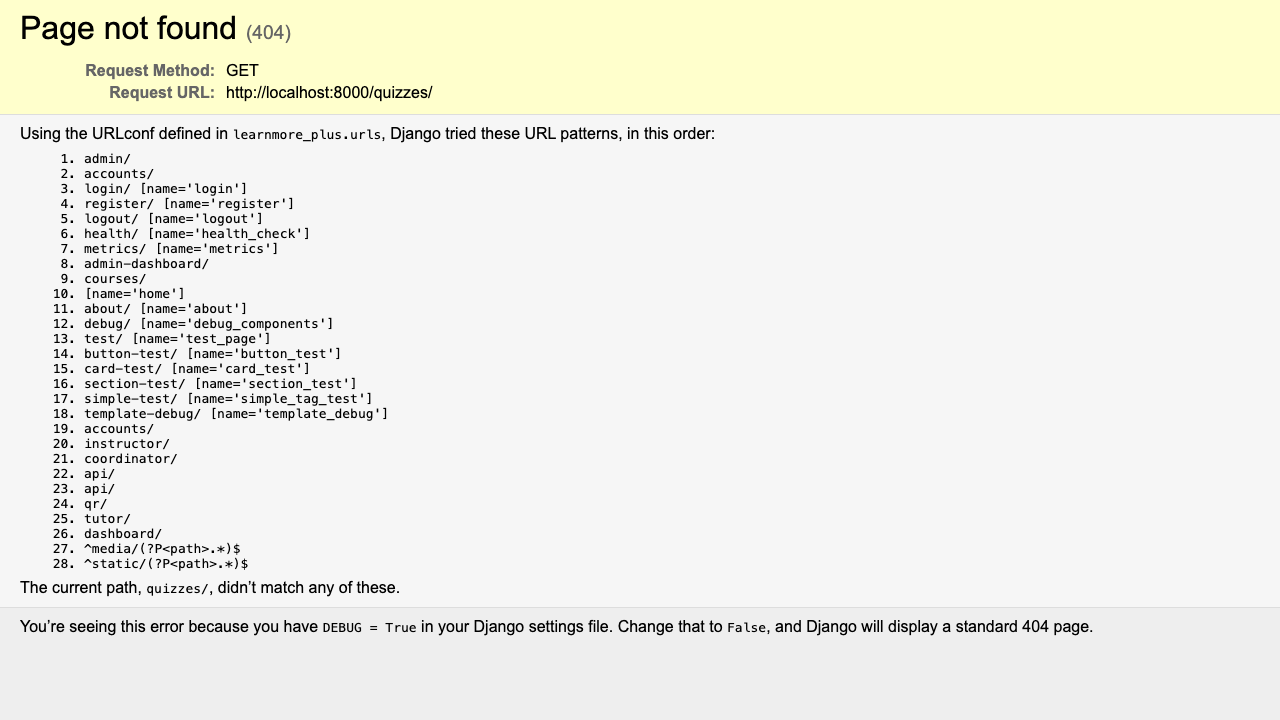 Page not found (404)
Request Method: GET
Request URL: http://localhost:8000/quizzes/
Using the URLconf defined in learnmore_plus.urls, Django tried these URL patterns, in this order:
1. admin/
2. accounts/
3. login/ [name='login']
4. register/ [name='register']
5. logout/ [name='logout']
6. health/ [name='health_check']
7. metrics/ [name='metrics']
8. admin-dashboard/
9. courses/
10. [name='home']
11. about/ [name='about']
12. debug/ [name='debug_components']
13. test/ [name='test_page']
14. button-test/ [name='button_test']
15. card-test/ [name='card_test']
16. section-test/ [name='section_test']
17. simple-test/ [name='simple_tag_test']
18. template-debug/ [name='template_debug']
19. accounts/
20. instructor/
21. coordinator/
22. api/
23. api/
24. qr/
25. tutor/
26. dashboard/
27. ^media/(?P<path>.*)$
28. ^static/(?P<path>.*)$
The current path, quizzes/, didn’t match any of these.
You’re seeing this error because you have DEBUG = True in your Django settings file. Change that to False, and Django will display a standard 404 page.